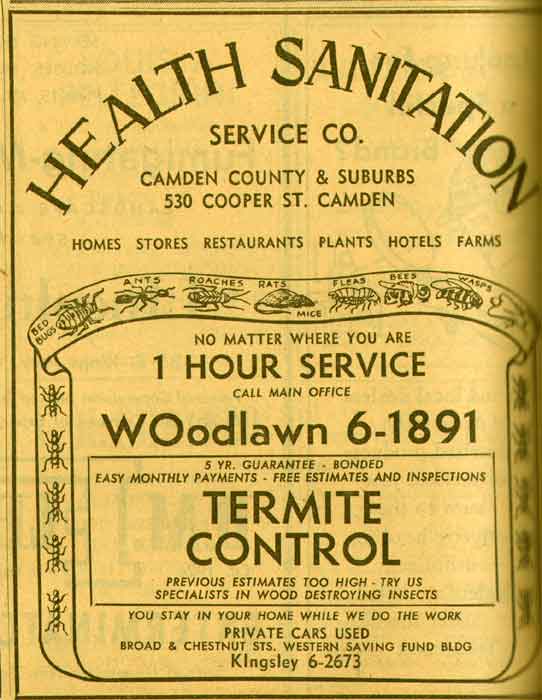 HEALTH SANITATION
SERVICE CO.
CAMDEN COUNTY & SUBURBS
530 COOPER ST. CAMDEN
HOMES STORES RESTAURANTS PLANTS HOTELS FARMS
BED BUGS ANTS ROACHES RATS MICE FLEAS BEES WASPS
NO MATTER WHERE YOU ARE
1 HOUR SERVICE
CALL MAIN OFFICE
WOodlawn 6-1891
5 YR. GUARANTEE - BONDED
EASY MONTHLY PAYMENTS - FREE ESTIMATES AND INSPECTIONS
TERMITE
CONTROL
PREVIOUS ESTIMATES TOO HIGH - TRY US
SPECIALISTS IN WOOD DESTROYING INSECTS
YOU STAY IN YOUR HOME WHILE WE DO THE WORK
PRIVATE CARS USED
BROAD & CHESTNUT STS. WESTERN SAVING FUND BLDG
KIngsley 6-2673